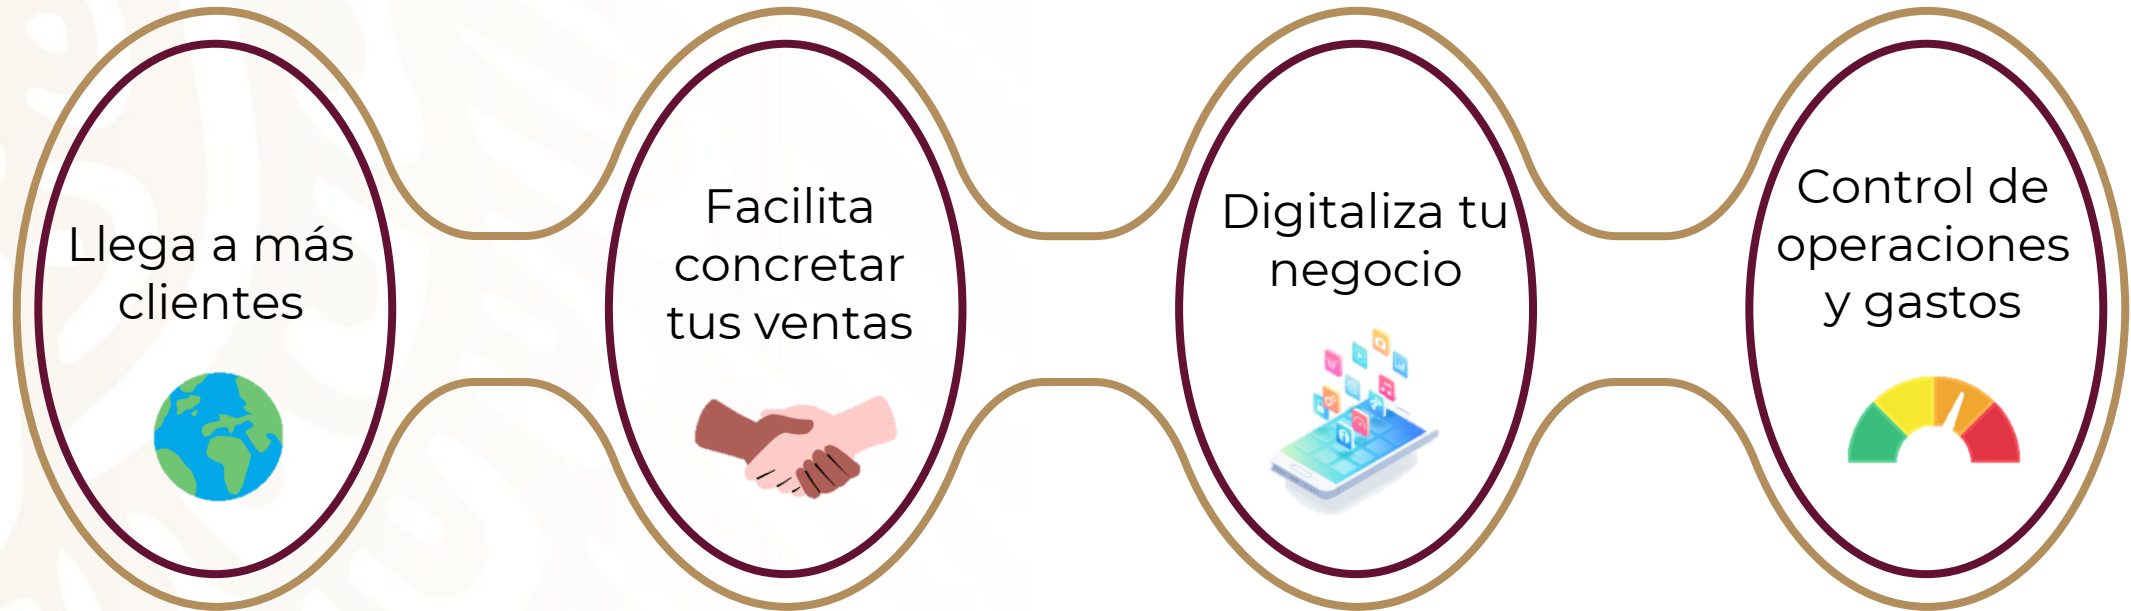 Llega a más
clientes
Facilita
concretar
tus ventas
Digitaliza tu
negocio
Control de
operaciones
y gastos